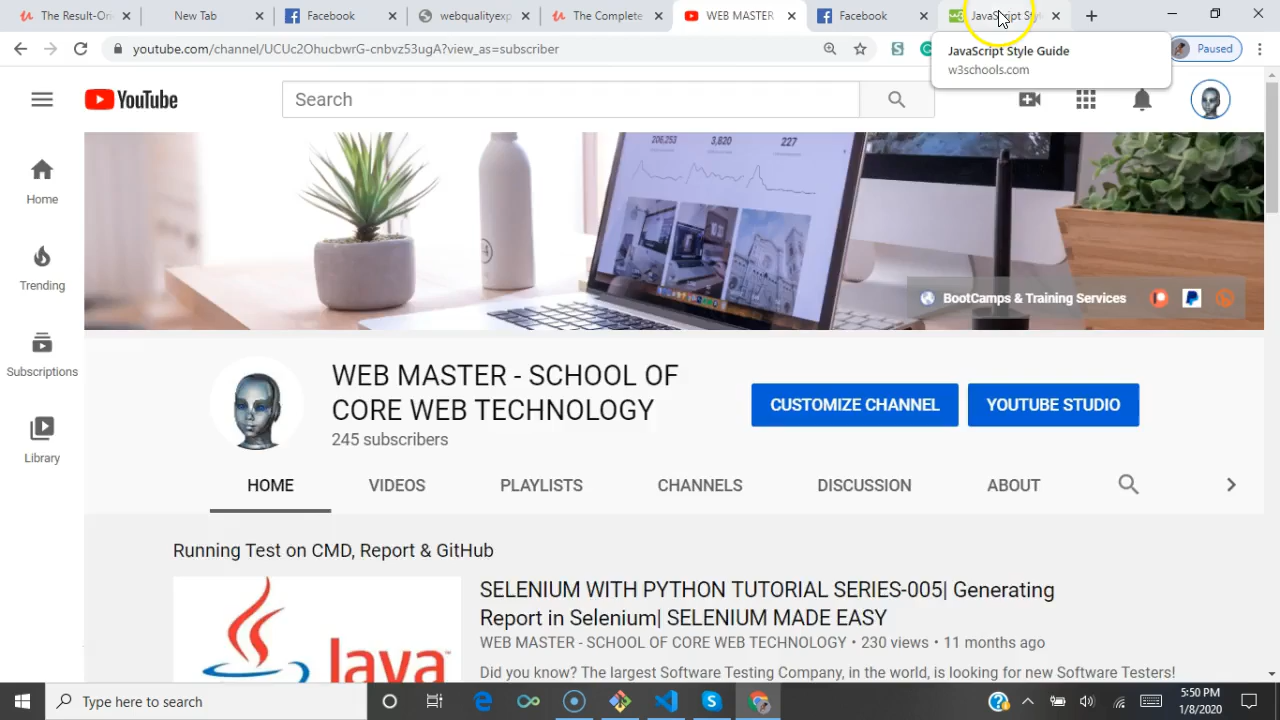 The Result-On
New Tab
Facebook
webqualityexp
The Complete
WEB MASTER
Facebook
JavaScript Sty
youtube.com/channel/UCUc2OhucbwrG-cnbvz53ugA?view_as=subscriber
Paused
JavaScript Style Guide
w3schools.com
YouTube
Search
206,253 3,820 227
Home
Trending
Subscriptions
Library
BootCamps & Training Services
WEB MASTER - SCHOOL OF
CORE WEB TECHNOLOGY
245 subscribers
CUSTOMIZE CHANNEL
YOUTUBE STUDIO
HOME
VIDEOS
PLAYLISTS
CHANNELS
DISCUSSION
ABOUT
Running Test on CMD, Report & GitHub
SELENIUM WITH PYTHON TUTORIAL SERIES-005| Generating
Report in Selenium| SELENIUM MADE EASY
WEB MASTER - SCHOOL OF CORE WEB TECHNOLOGY • 230 views • 11 months ago
Did you know? The largest Software Testing Company, in the world, is looking for new Software Testers!
Java
Type here to search
5:50 PM
1/8/2020